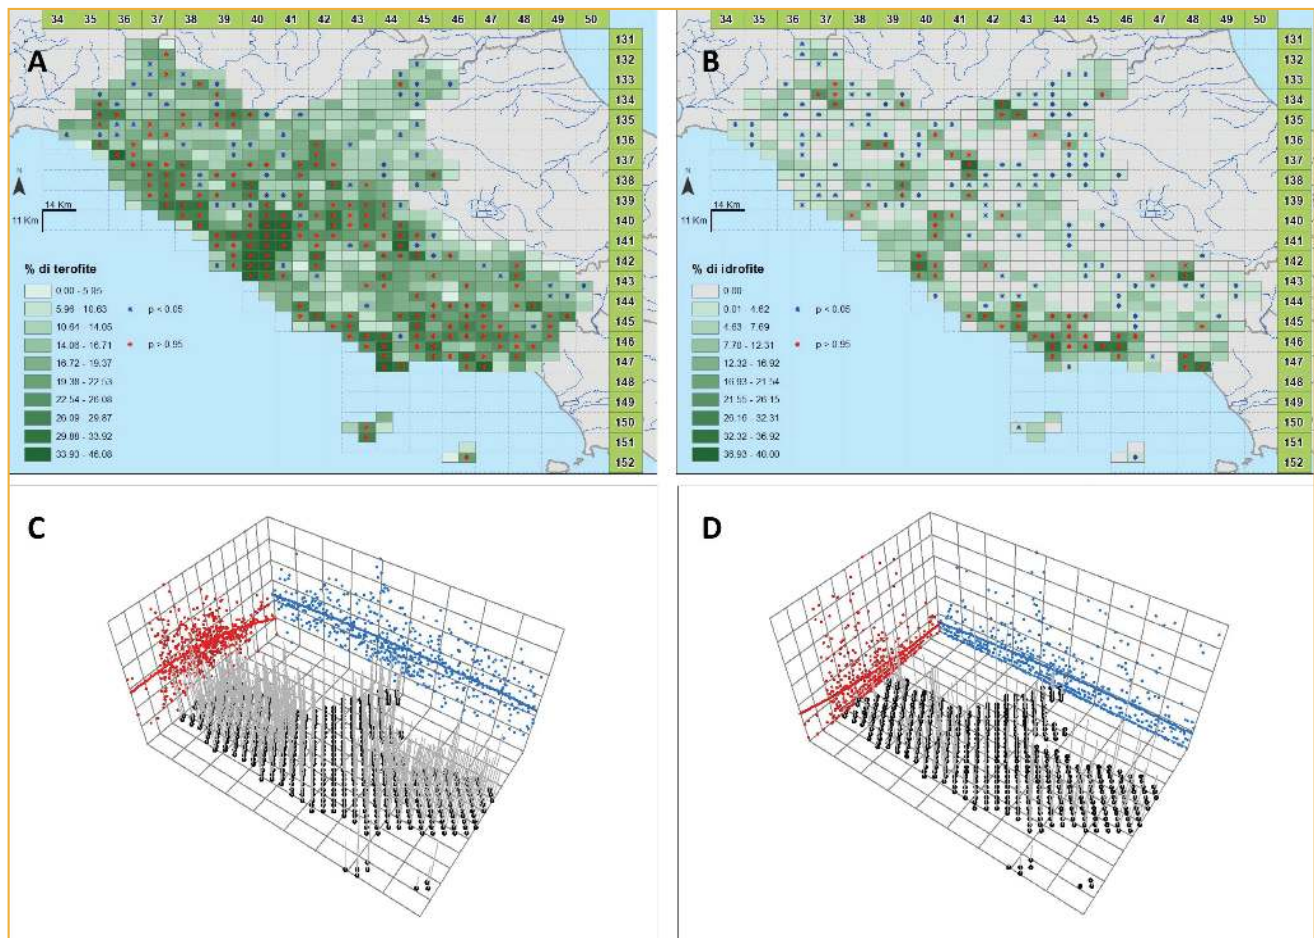 34 35 36 37 38 39 40 41 42 43 44 45 46 47 48 49 50
131
A
132
133
134
135
136
137
N
138
14 Km
139
11 Km
140
141
% di terofite
142
0.00 - 5.95
143
5.96 - 10.63
p < 0.05
144
10.64 - 14.05
145
14.06 - 16.71
p > 0.95
146
16.72 - 19.37
147
19.38 - 22.53
148
22.54 - 26.08
149
26.09 - 29.87
150
29.88 - 33.92
151
33.93 - 46.08
152
34 35 36 37 38 39 40 41 42 43 44 45 46 47 48 49 50
131
B
132
133
134
135
136
137
N
138
14 Km
139
11 Km
140
141
% di idrofite
142
0.00
143
0.01 - 4.62
p < 0.05
144
4.63 - 7.69
145
7.70 - 12.31
p > 0.95
146
12.32 - 16.92
147
16.93 - 21.54
148
21.55 - 26.15
149
26.16 - 32.31
150
32.32 - 36.92
151
36.93 - 40.00
152
C
D